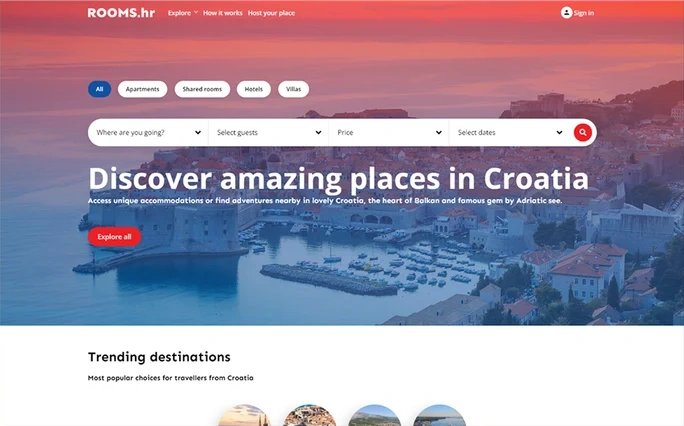 ROOMS.hr
Explore How it works Host your place
Sign in
All Apartments Shared rooms Hotels Villas
Where are you going? Select guests Price Select dates
Discover amazing places in Croatia
Access unique accommodations or find adventures nearby in lovely Croatia, the heart of Balkan and famous gem by Adriatic see.
Explore all
Trending destinations
Most popular choices for travellers from Croatia